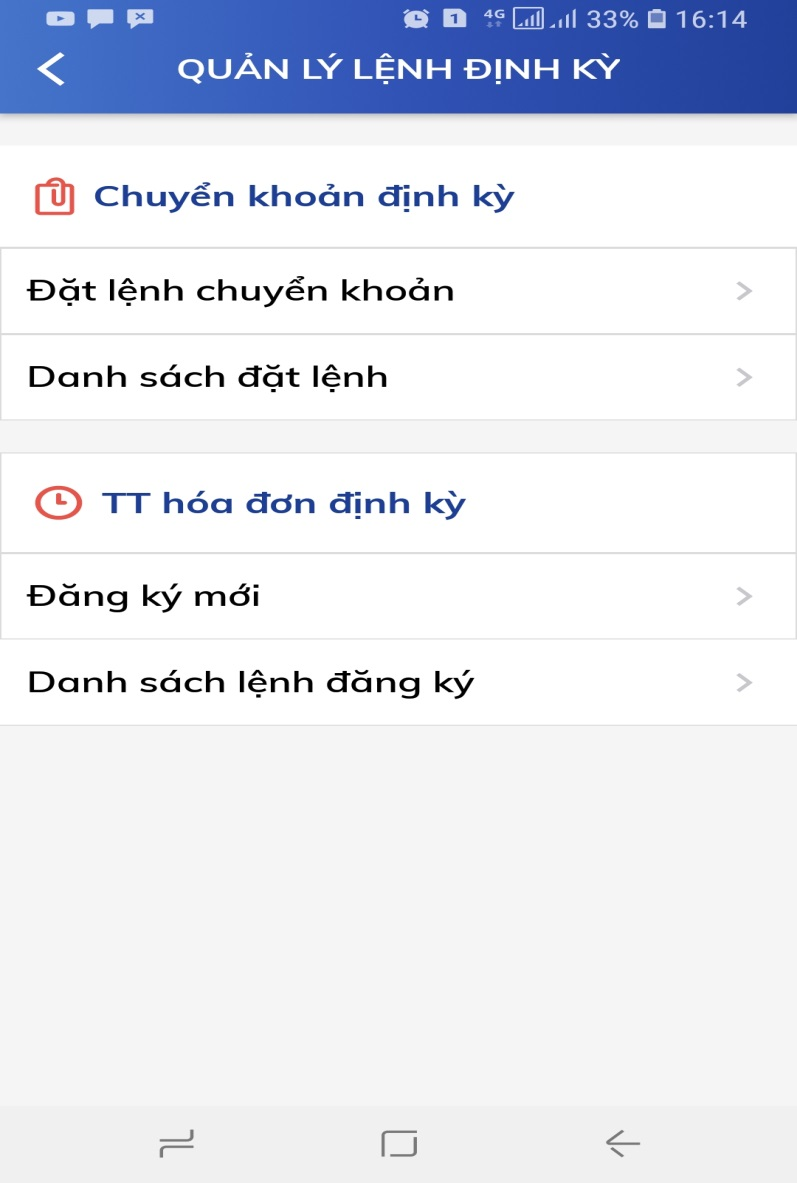 4G 33% 16:14
QUẢN LÝ LỆNH ĐỊNH KỲ
Chuyển khoản định kỳ
Đặt lệnh chuyển khoản
Danh sách đặt lệnh
TT hóa đơn định kỳ
Đăng ký mới
Danh sách lệnh đăng ký